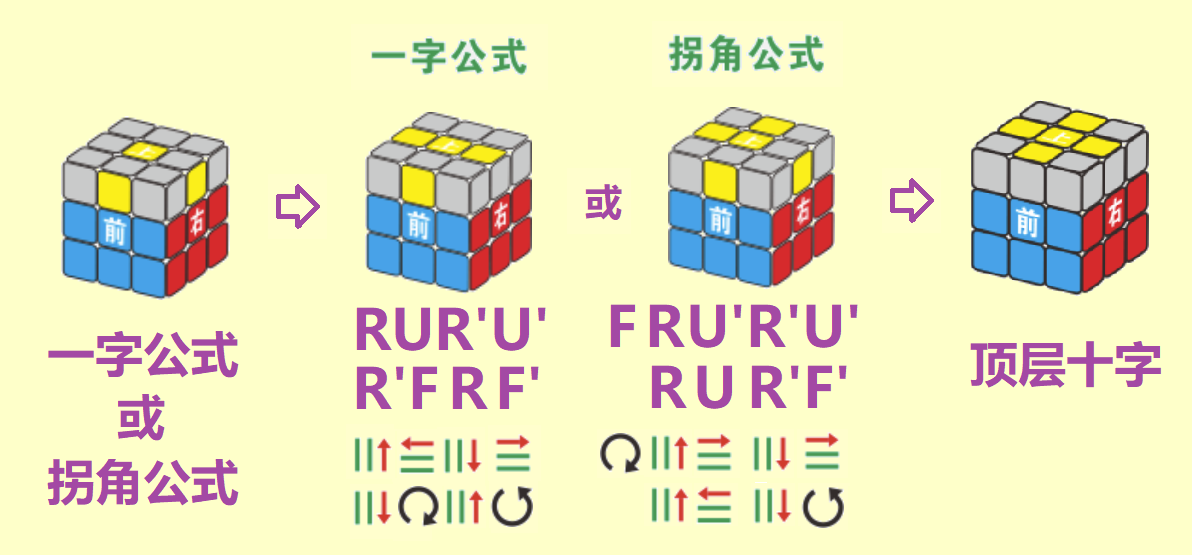 一字公式
拐角公式
上
前
右
上
前
右
或
上
前
右
上
前
右
一字公式
或
拐角公式
RUR'U'
R'FRF'
FRU'R'U'
RUR'F'
顶层十字